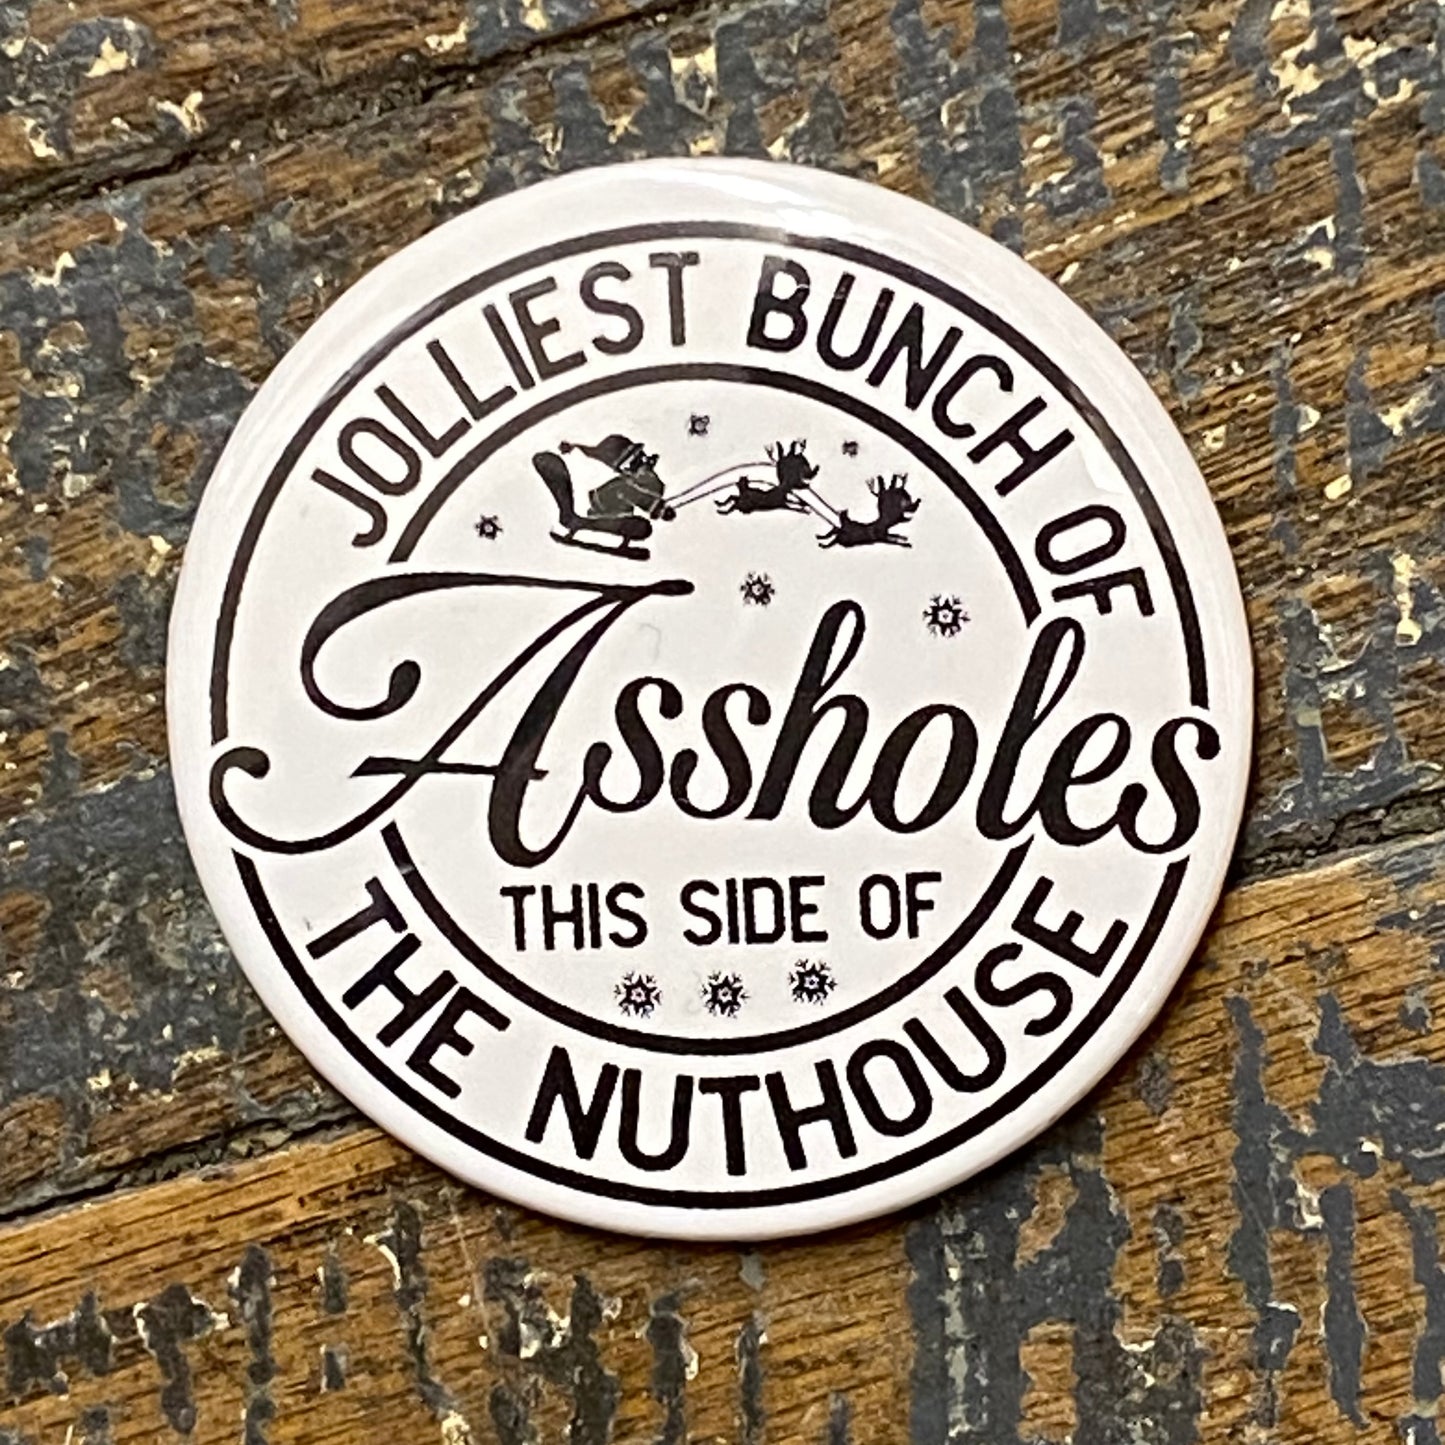 JOLLIEST BUNCH OF
Assholes
THIS SIDE OF
THE NUTHOUSE